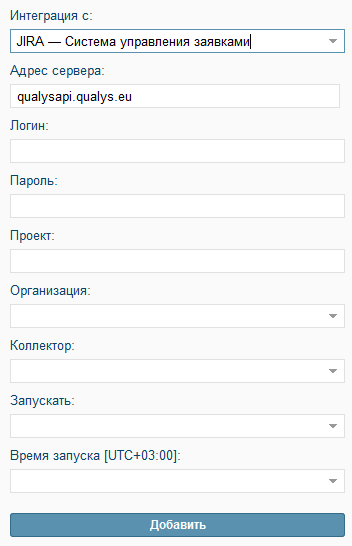 Интеграция с:
JIRA — Система управления заявками
Адрес сервера:
qualysapi.qualys.eu
Логин:
Пароль:
Проект:
Организация:
Коллектор:
Запускать:
Время запуска [UTC+03:00]:
Добавить